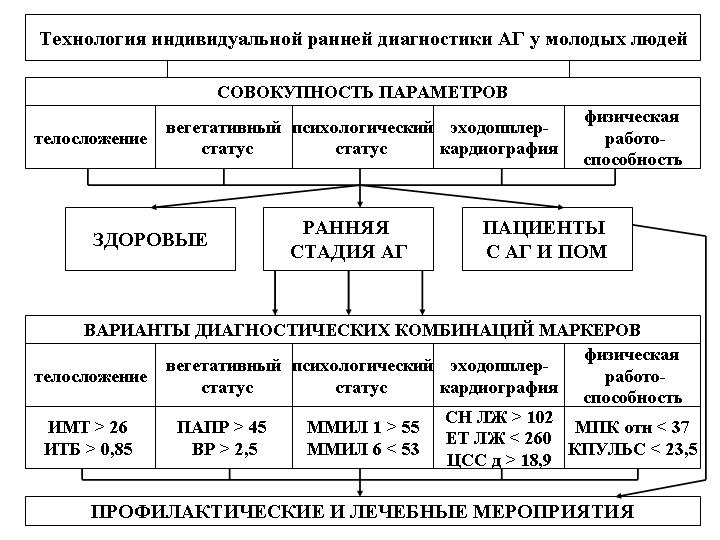 Технология индивидуальной ранней диагностики АГ у молодых людей
СОВОКУПНОСТЬ ПАРАМЕТРОВ
телосложение
вегетативный
статус
психологический
статус
эходопплер-
кардиография
физическая
работо-
способность
ЗДОРОВЫЕ
РАННЯЯ
СТАДИЯ АГ
ПАЦИЕНТЫ
С АГ И ПОМ
ВАРИАНТЫ ДИАГНОСТИЧЕСКИХ КОМБИНАЦИЙ МАРКЕРОВ
телосложение
вегетативный
статус
психологический
статус
эходопплер-
кардиография
физическая
работо-
способность
ИМТ > 26
ИТБ > 0,85
ПАПР > 45
ВР > 2,5
ММИЛ 1 > 55
ММИЛ 6 < 53
СН ЛЖ > 102
ЕТ ЛЖ < 260
ЦСС д > 18,9
МПК отн < 37
КПУЛЬС < 23,5
ПРОФИЛАКТИЧЕСКИЕ И ЛЕЧЕБНЫЕ МЕРОПРИЯТИЯ